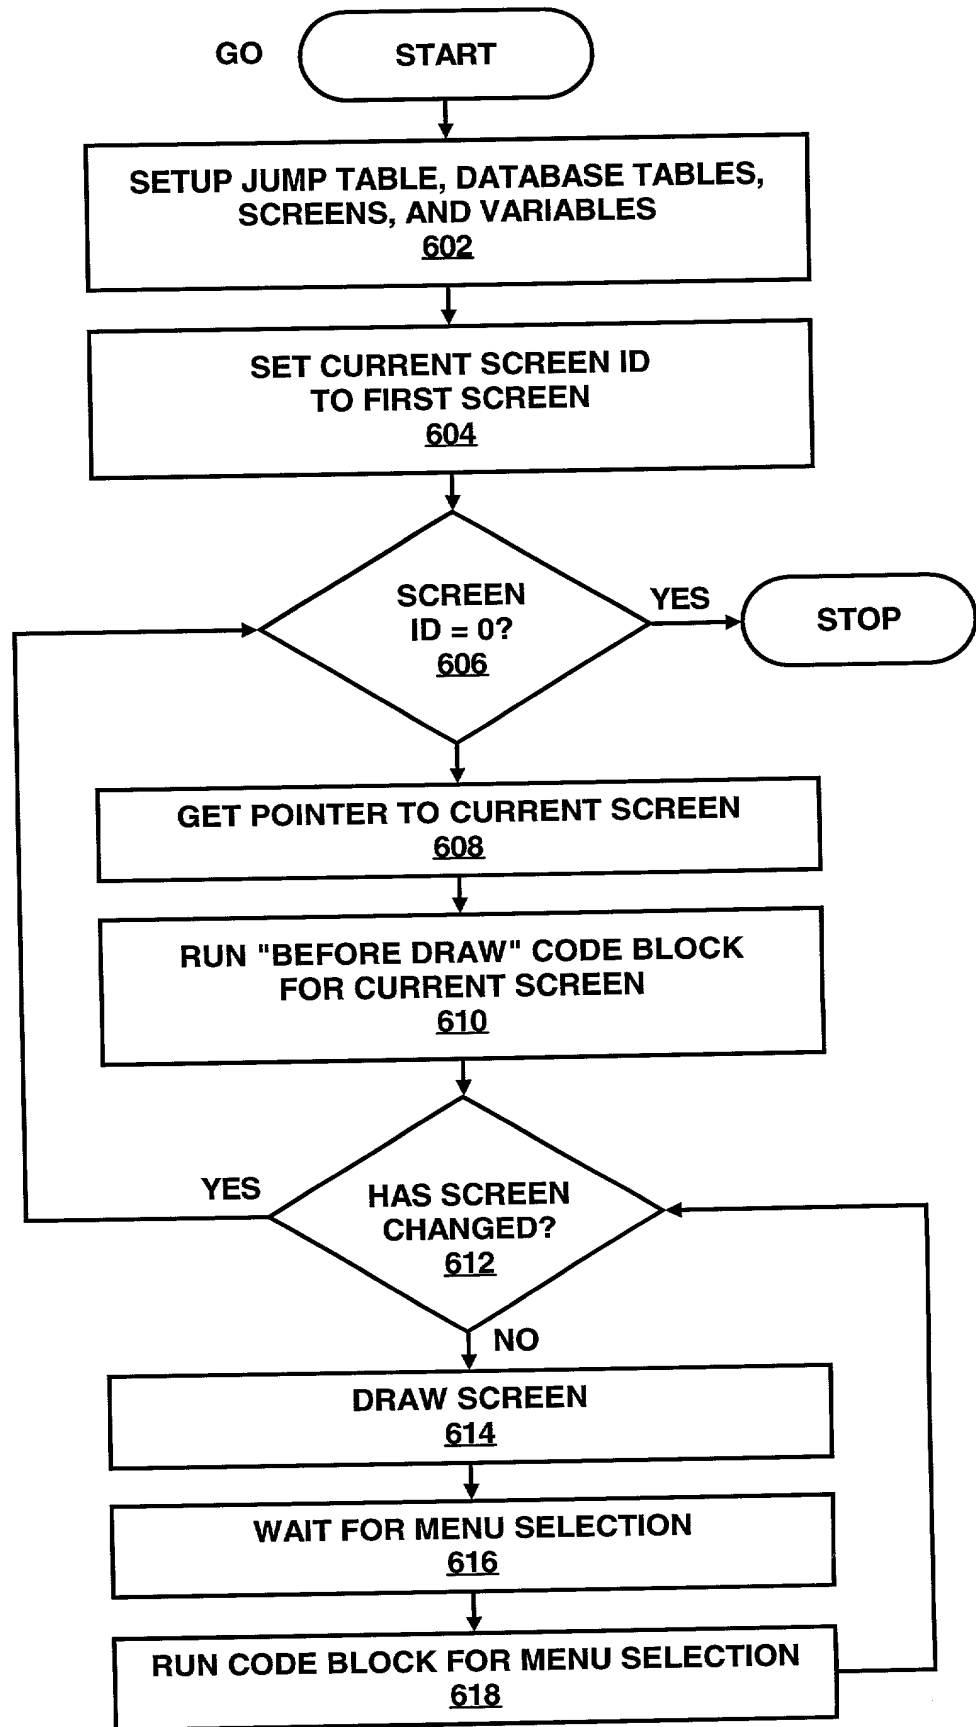 GO
START
SETUP JUMP TABLE, DATABASE TABLES,
SCREENS, AND VARIABLES
602
SET CURRENT SCREEN ID
TO FIRST SCREEN
604
SCREEN
ID = 0?
606
YES
STOP
GET POINTER TO CURRENT SCREEN
608
RUN "BEFORE DRAW" CODE BLOCK
FOR CURRENT SCREEN
610
YES
HAS SCREEN
CHANGED?
612
NO
DRAW SCREEN
614
WAIT FOR MENU SELECTION
616
RUN CODE BLOCK FOR MENU SELECTION
618